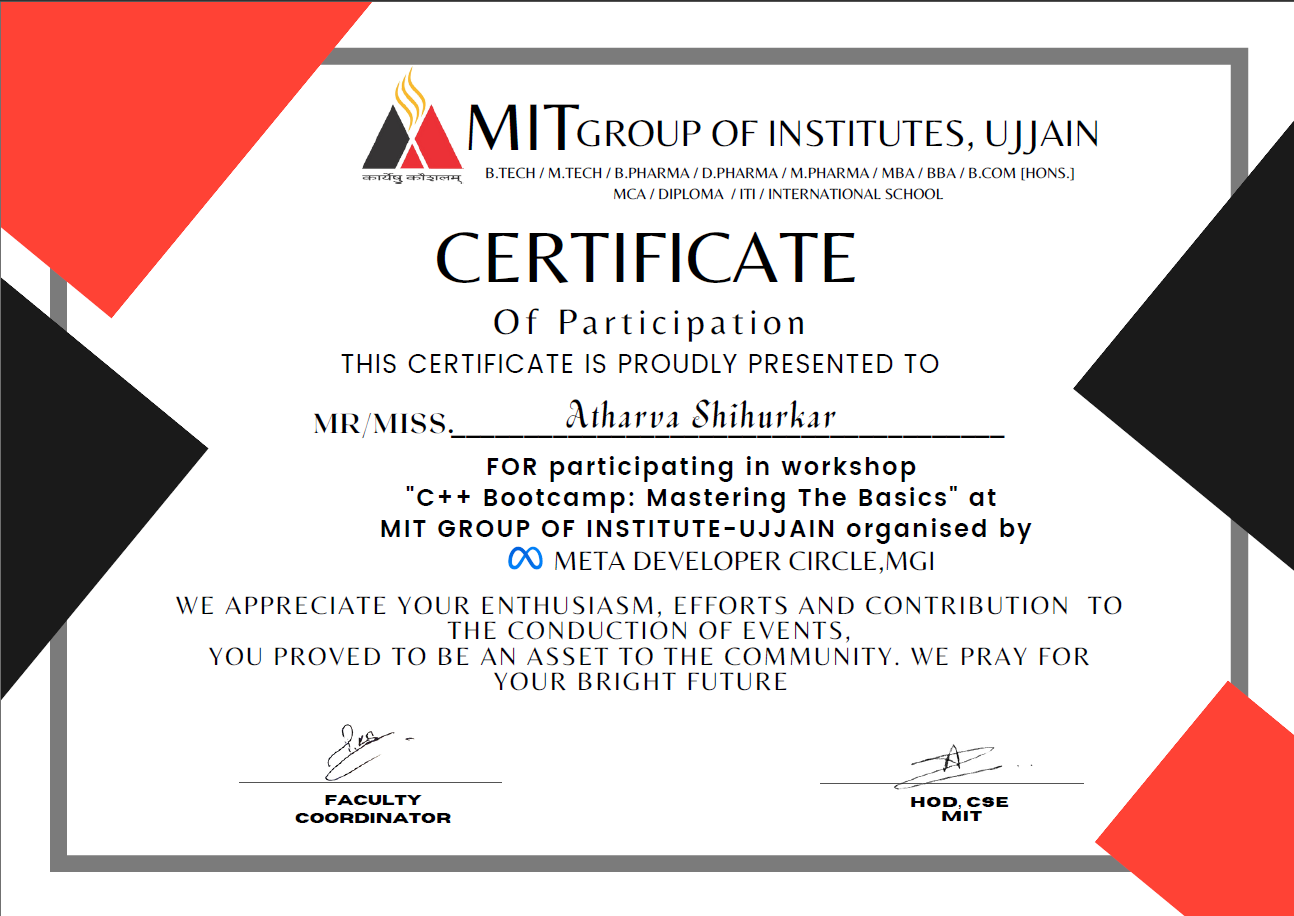 MIT GROUP OF INSTITUTES, UJJAIN
कार्येषु कौशलम्
B.TECH / M.TECH / B.PHARMA / D.PHARMA / M.PHARMA / MBA / BBA / B.COM [HONS.]
MCA / DIPLOMA / ITI / INTERNATIONAL SCHOOL
CERTIFICATE
Of Participation
THIS CERTIFICATE IS PROUDLY PRESENTED TO
MR/MISS. Atharva Shihurkar
FOR participating in workshop
"C++ Bootcamp: Mastering The Basics" at
MIT GROUP OF INSTITUTE-UJJAIN organised by
META DEVELOPER CIRCLE,MGI
WE APPRECIATE YOUR ENTHUSIASM, EFFORTS AND CONTRIBUTION TO
THE CONDUCTION OF EVENTS,
YOU PROVED TO BE AN ASSET TO THE COMMUNITY. WE PRAY FOR
YOUR BRIGHT FUTURE
FACULTY
COORDINATOR
HOD, CSE
MIT